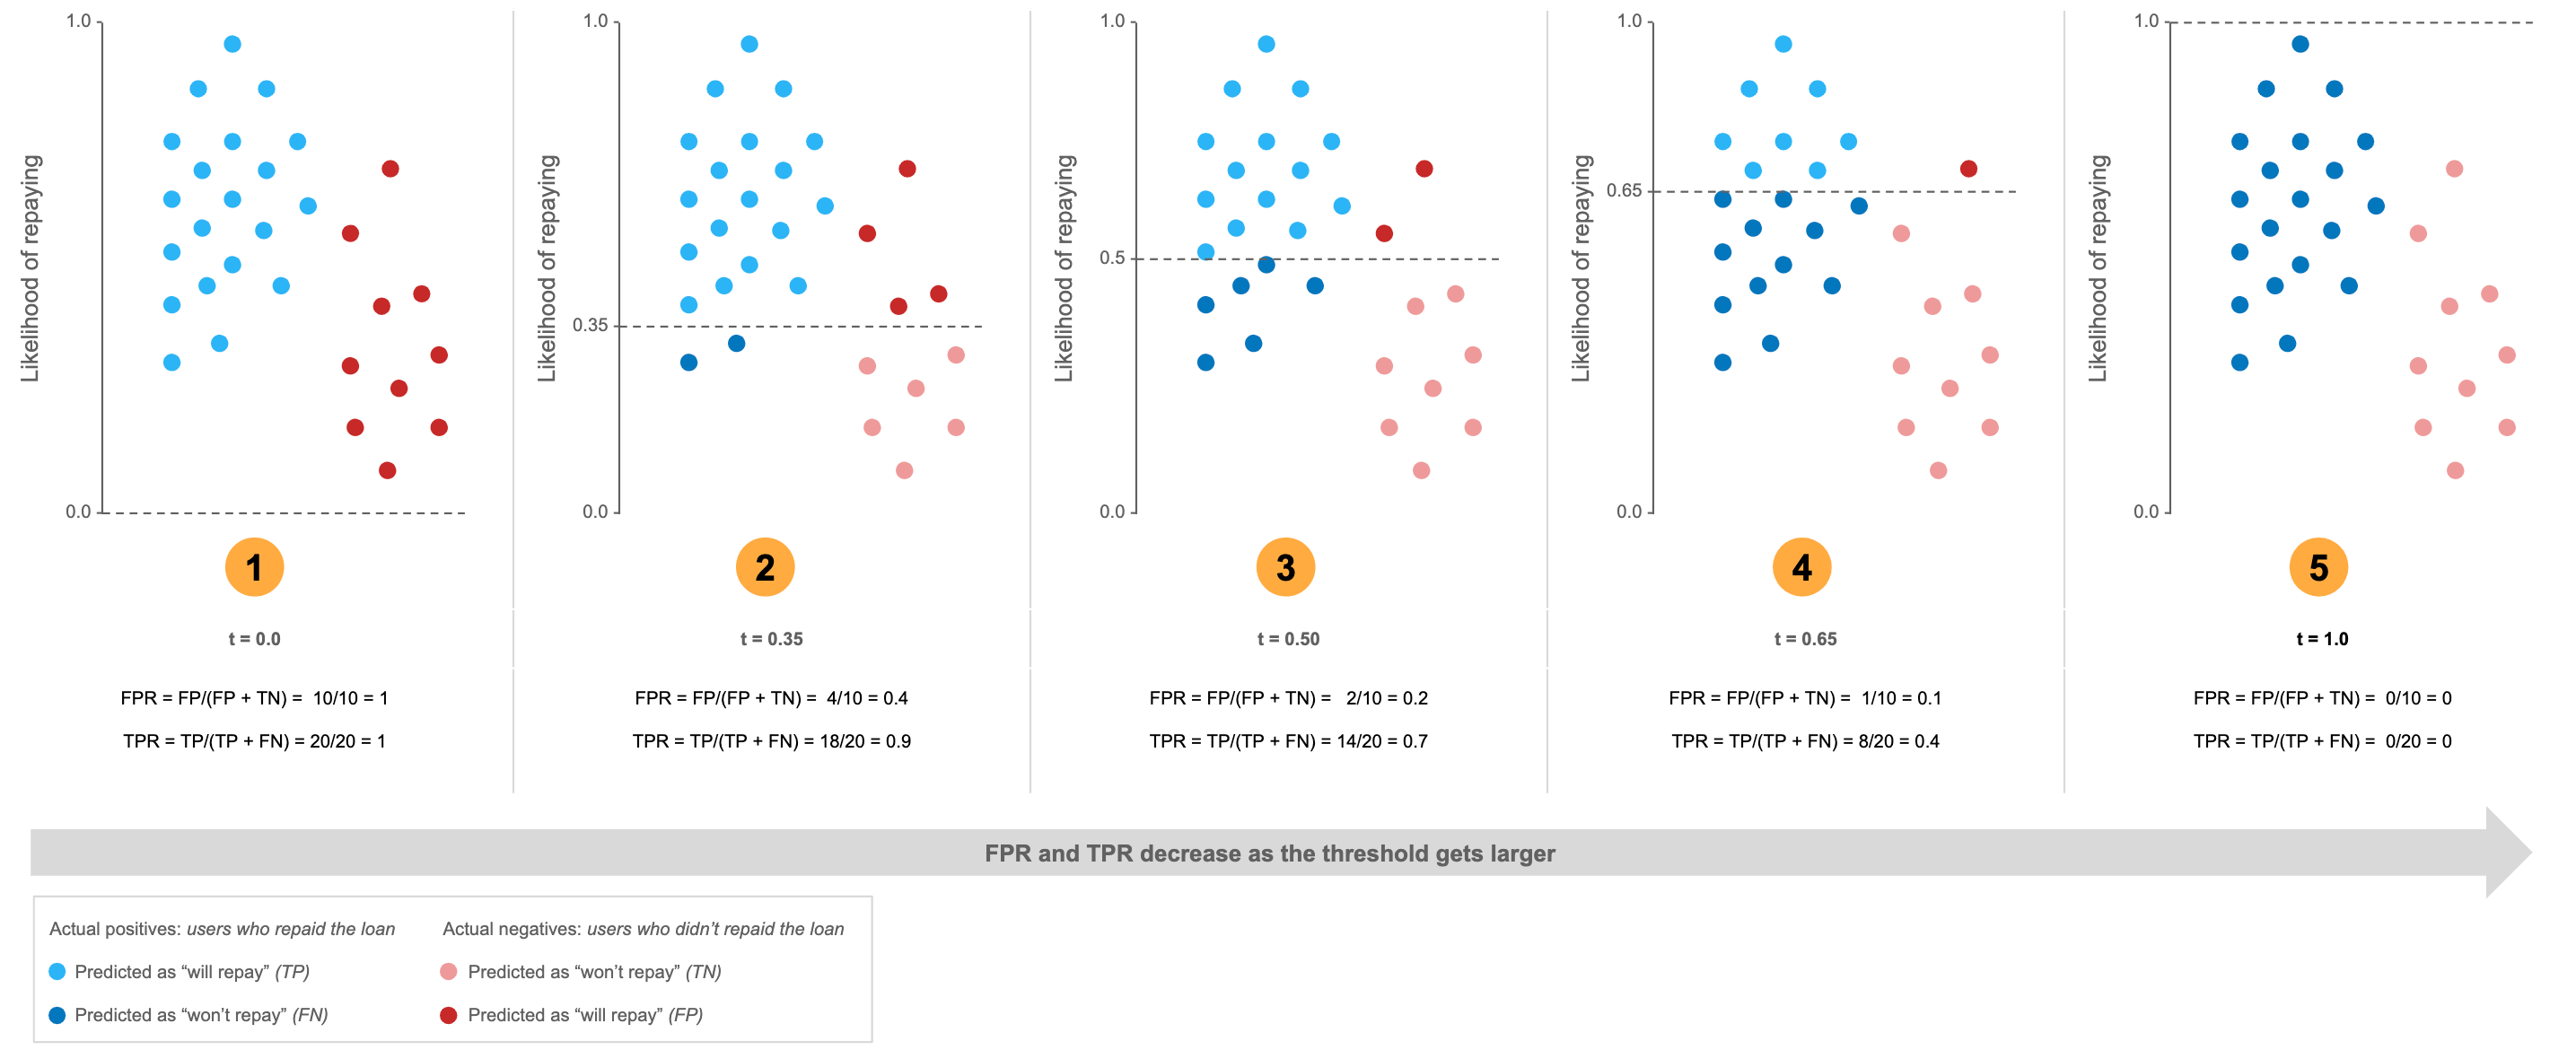 1.0
Likelihood of repaying
0.0
1
t = 0.0
FPR = FP/(FP + TN) = 10/10 = 1
TPR = TP/(TP + FN) = 20/20 = 1
1.0
Likelihood of repaying
0.35
0.0
2
t = 0.35
FPR = FP/(FP + TN) = 4/10 = 0.4
TPR = TP/(TP + FN) = 18/20 = 0.9
1.0
Likelihood of repaying
0.5
0.0
3
t = 0.50
FPR = FP/(FP + TN) = 2/10 = 0.2
TPR = TP/(TP + FN) = 14/20 = 0.7
1.0
Likelihood of repaying
0.65
0.0
4
t = 0.65
FPR = FP/(FP + TN) = 1/10 = 0.1
TPR = TP/(TP + FN) = 8/20 = 0.4
1.0
Likelihood of repaying
0.0
5
t = 1.0
FPR = FP/(FP + TN) = 0/10 = 0
TPR = TP/(TP + FN) = 0/20 = 0
FPR and TPR decrease as the threshold gets larger
Actual positives: users who repaid the loan
Predicted as “will repay” (TP)
Predicted as “won’t repay” (FN)
Actual negatives: users who didn’t repaid the loan
Predicted as “won’t repay” (TN)
Predicted as “will repay” (FP)